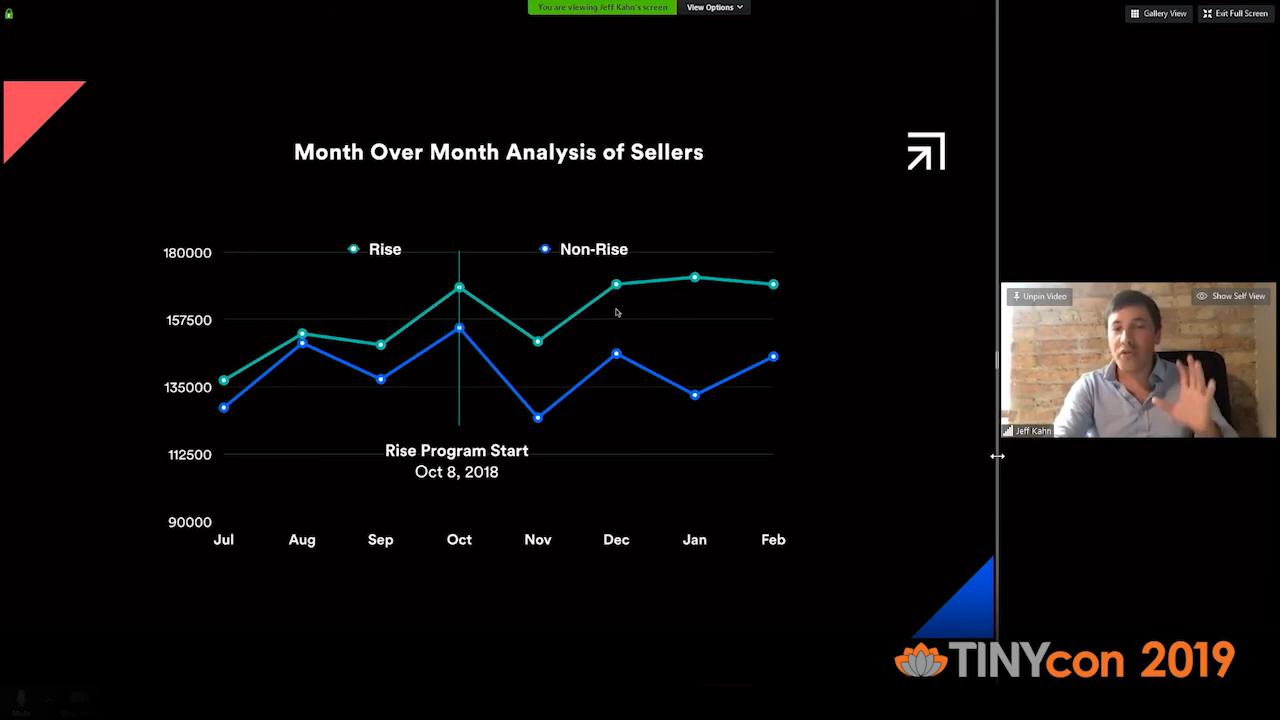 You are viewing Jeff Kahn's screen
View Options
Gallery View
Exit Full Screen
Month Over Month Analysis of Sellers
Rise
Non-Rise
180000
157500
135000
112500
90000
Rise Program Start
Oct 8, 2018
Jul Aug Sep Oct Nov Dec Jan Feb
Unpin Video
Show Self View
Jeff Kahn
TINYcon 2019